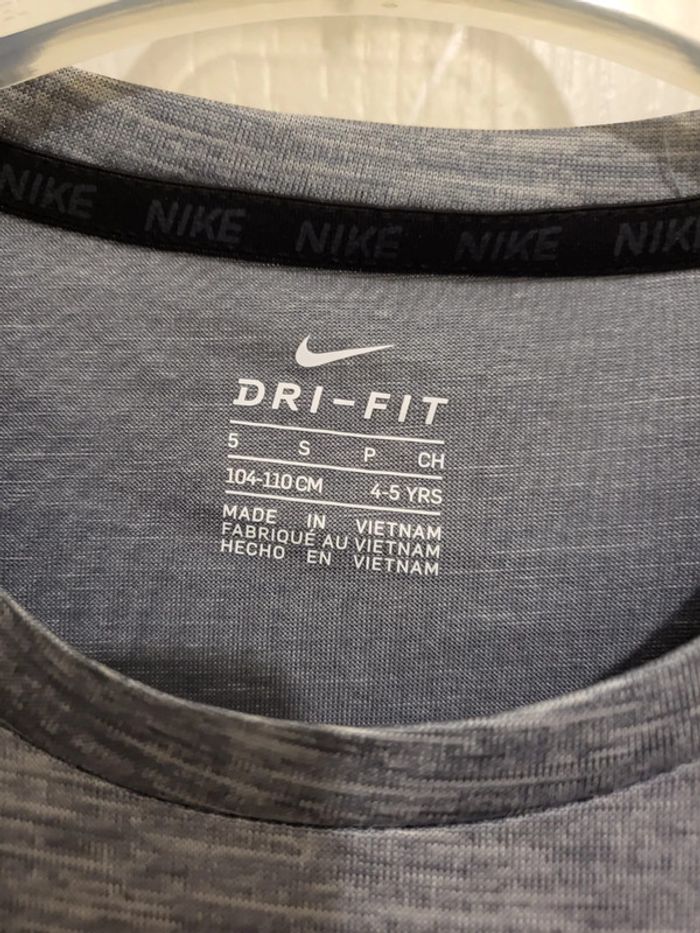 NIKE NIKE NIKE NIKE NIKE
DRI-FIT
5 S P CH
104-110 CM 4-5 YRS
MADE IN VIETNAM
FABRIQUÉ AU VIETNAM
HECHO EN VIETNAM